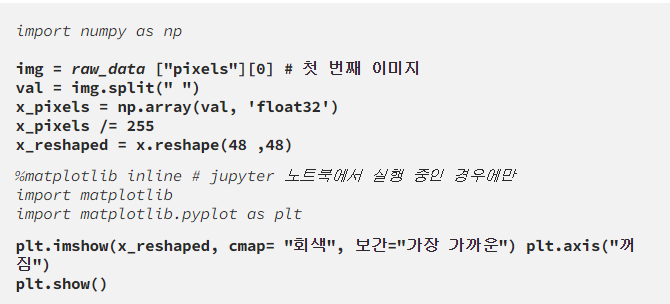 import numpy as np
img = raw_data ["pixels"][0] # 첫 번째 이미지
val = img.split(" ")
x_pixels = np.array(val, 'float32')
x_pixels /= 255
x_reshaped = x.reshape(48 ,48)
%matplotlib inline # jupyter 노트북에서 실행 중인 경우에만
import matplotlib
import matplotlib.pyplot as plt
plt.imshow(x_reshaped, cmap= "회색", 보간="가장 가까운") plt.axis("꺼
짐")
plt.show()